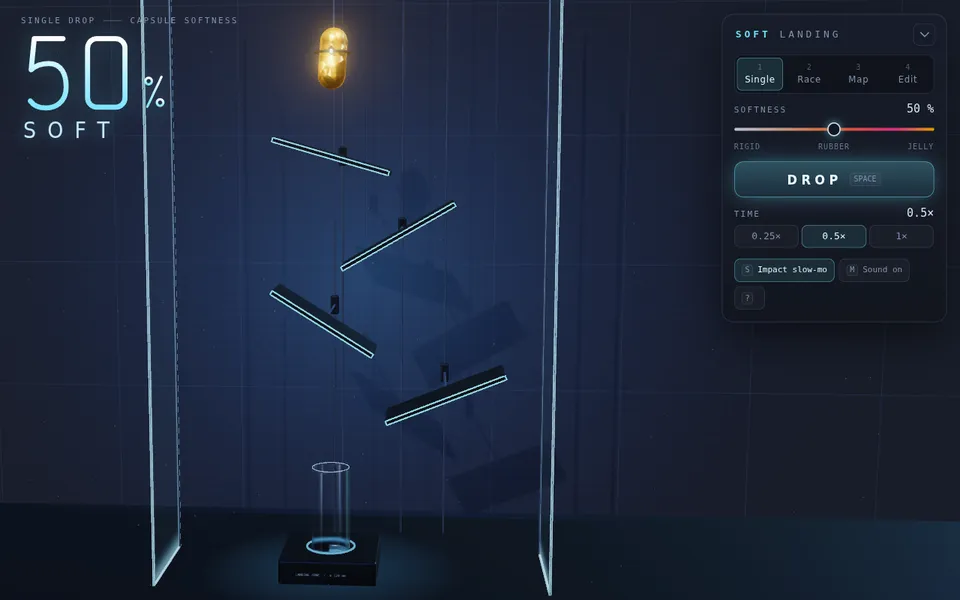 SINGLE DROP — CAPSULE SOFTNESS
50 %
SOFT
SOFT LANDING
1 Single
2 Race
3 Map
4 Edit
SOFTNESS 50 %
RIGID RUBBER JELLY
DROP SPACE
TIME 0.5×
0.25× 0.5× 1×
S Impact slow-mo M Sound on
?